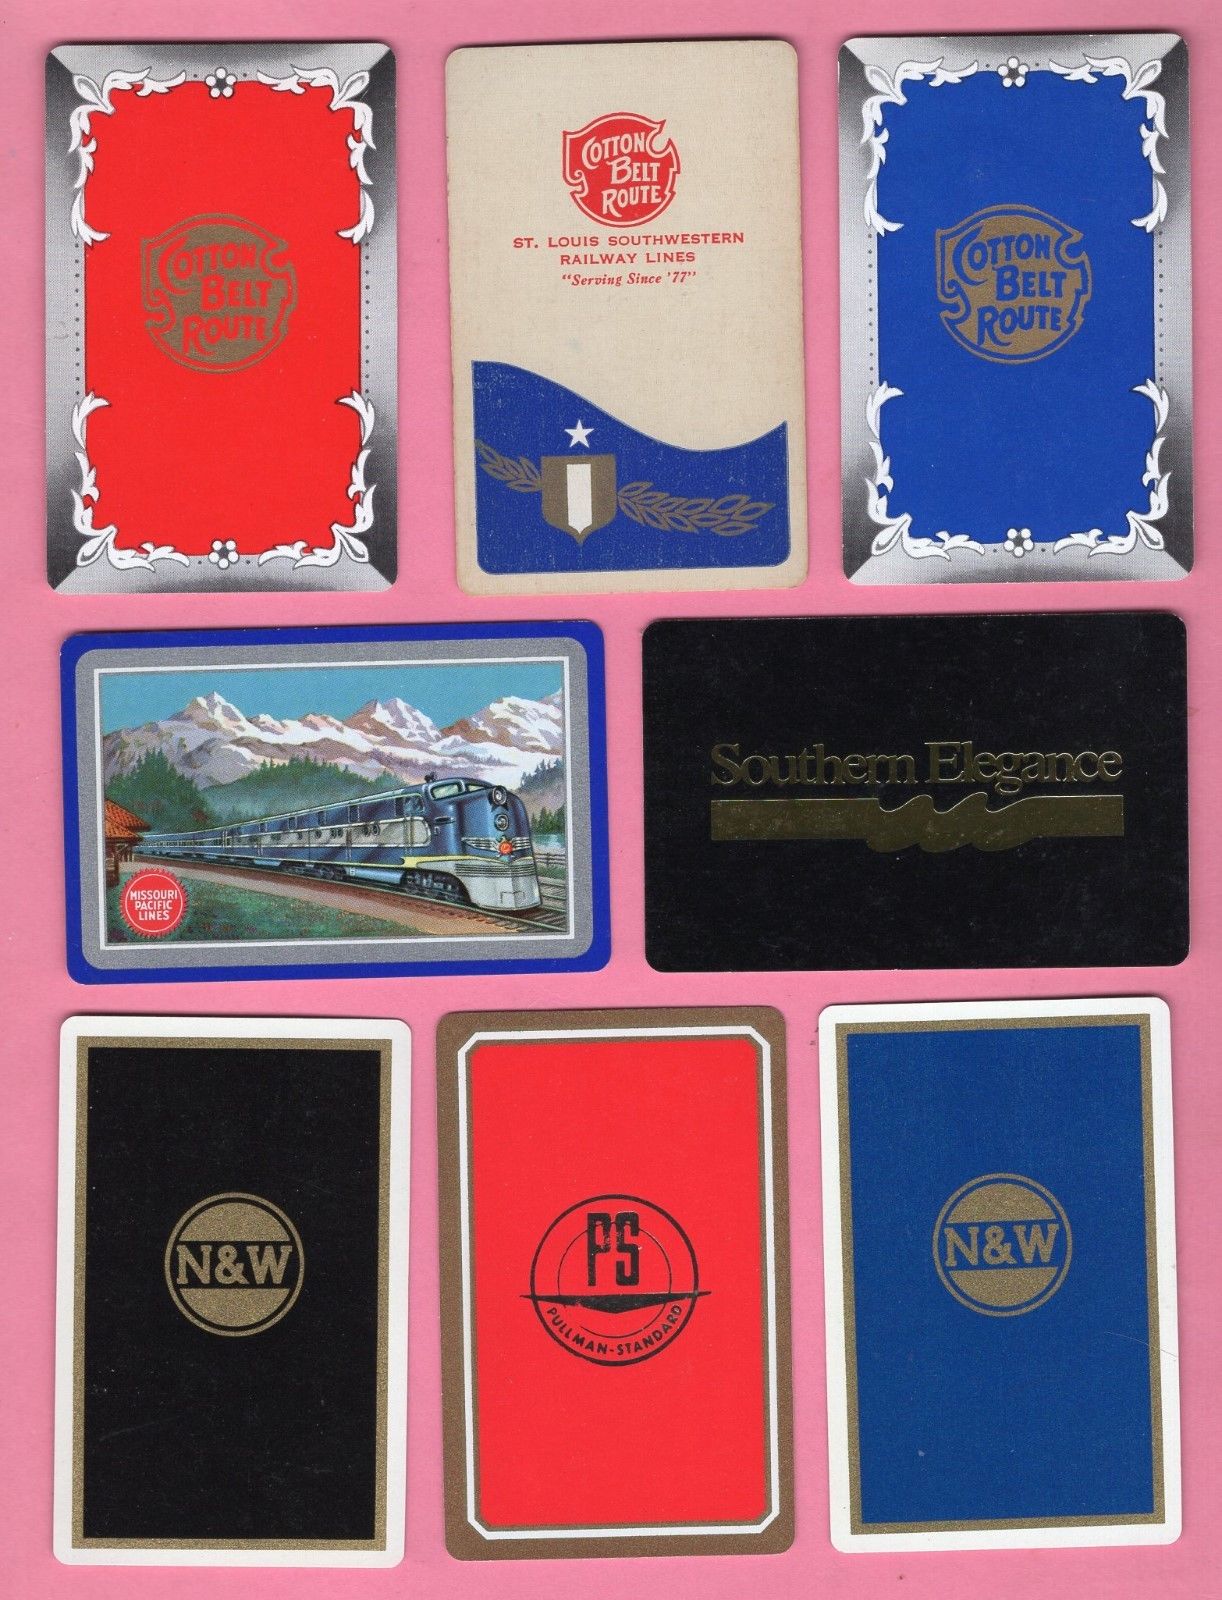 COTTON
BELT
ROUTE
COTTON
BELT
ROUTE
ST. LOUIS SOUTHWESTERN
RAILWAY LINES
"Serving Since '77"
COTTON
BELT
ROUTE
MISSOURI
PACIFIC
LINES
Southern Elegance
N&W
PS
PULLMAN-STANDARD
N&W